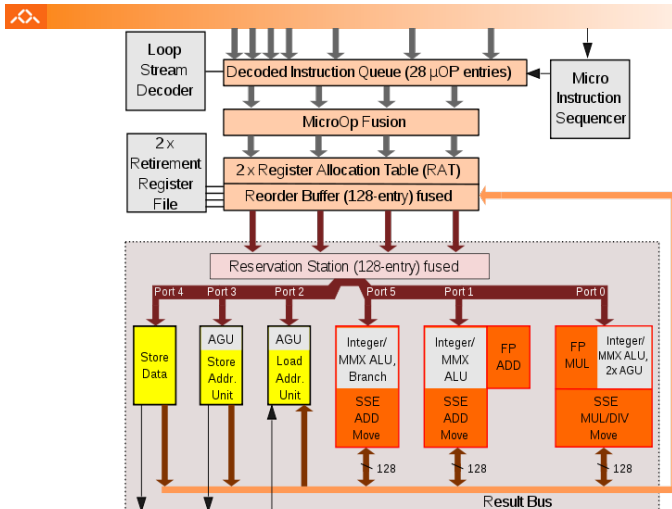 Loop
Stream
Decoder
Decoded Instruction Queue (28 µOP entries)
Micro
Instruction
Sequencer
MicroOp Fusion
2 x
Retirement
Register
File
2 x Register Allocation Table (RAT)
Reorder Buffer (128-entry) fused
Reservation Station (128-entry) fused
Port 4
Port 3
Port 2
Port 5
Port 1
Port 0
Store
Data
AGU
Store
Addr.
Unit
AGU
Load
Addr.
Unit
Integer/
MMX ALU,
Branch
SSE
ADD
Move
Integer/
MMX
ALU
FP
ADD
SSE
ADD
Move
FP
MUL
Integer/
MMX ALU,
2x AGU
SSE
MUL/DIV
Move
128
128
128
Result Bus